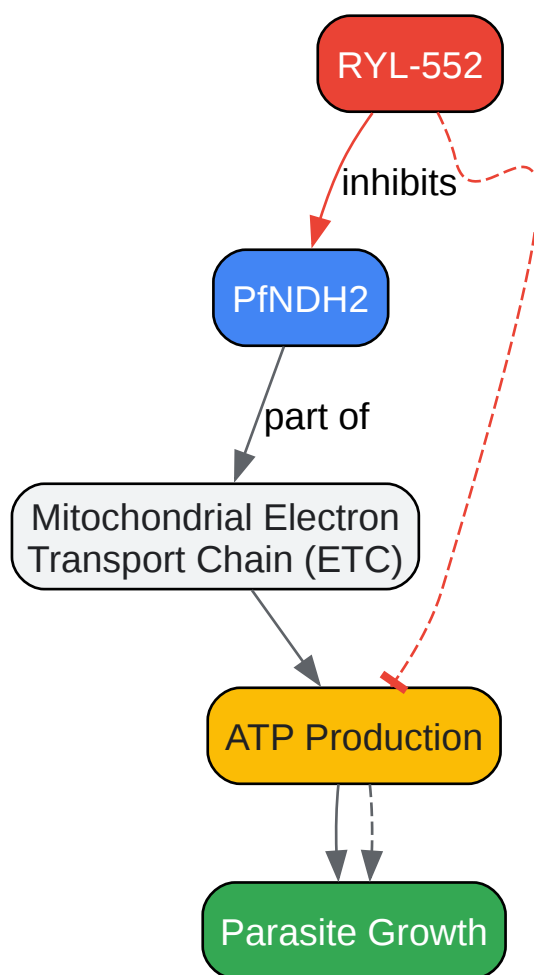 RYL-552
inhibits
PfNDH2
part of
Mitochondrial Electron
Transport Chain (ETC)
ATP Production
Parasite Growth